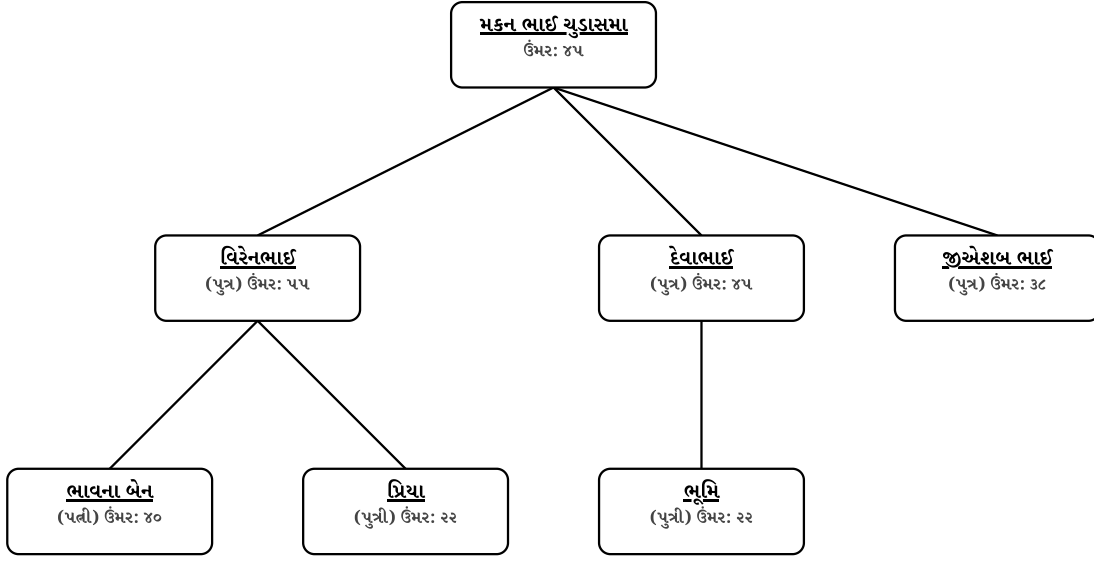 મકન ભાઈ ચુડાસમા
ઉંમર: ૪૫
વિરેનભાઈ
(પુત્ર) ઉંમર: ૫૫
દેવાભાઈ
(પુત્ર) ઉંમર: ૪૫
જીએશબ ભાઈ
(પુત્ર) ઉંમર: ૩૮
ભાવના બેન
(પત્ની) ઉંમર: ૪૦
પ્રિયા
(પુત્રી) ઉંમર: ૨૨
ભૂમિ
(પુત્રી) ઉંમર: ૨૨